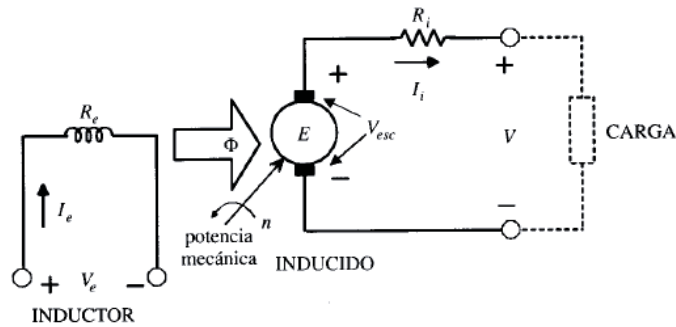 R_i
+
I_i
+
R_e
E
V_esc
V
CARGA
Φ
I_e
−
n
−
potencia
mecánica
INDUCIDO
+ V_e −
INDUCTOR